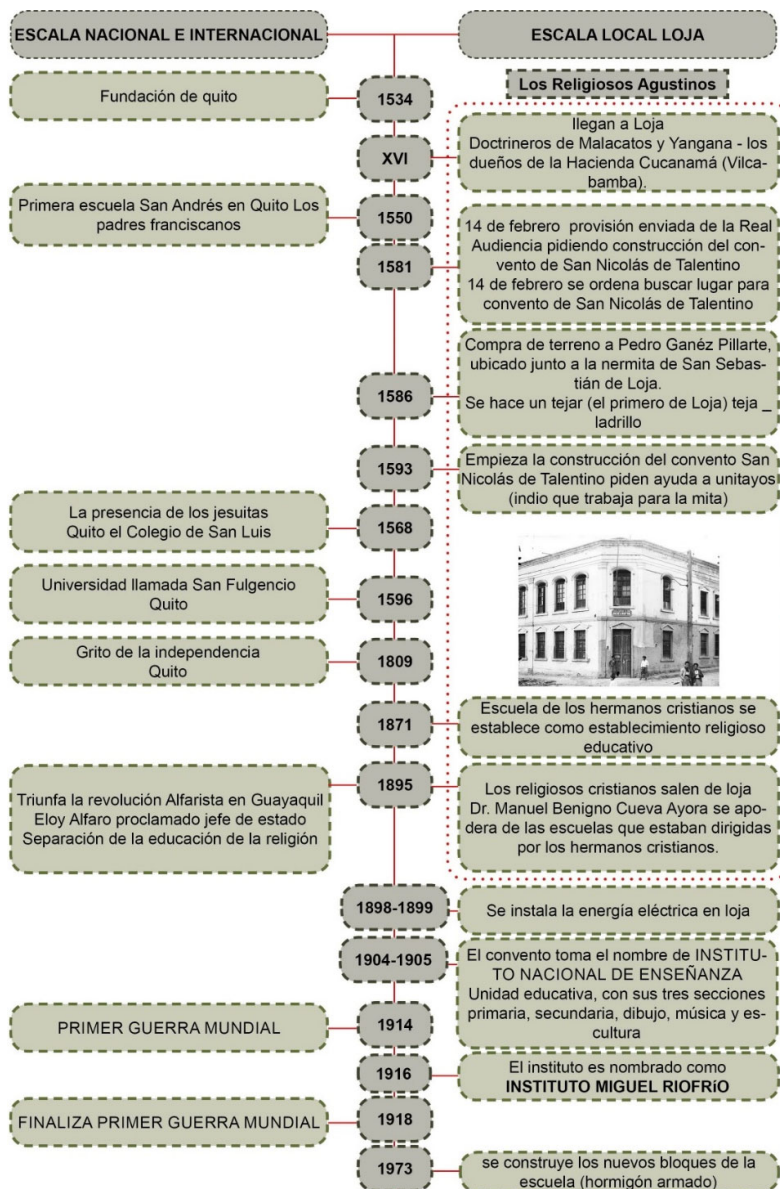 ESCALA NACIONAL E INTERNACIONAL
ESCALA LOCAL LOJA
Los Religiosos Agustinos
Fundación de quito
1534
XVI
llegan a Loja
Doctrineros de Malacatos y Yangana - los
dueños de la Hacienda Cucanamá (Vilca-
bamba).
Primera escuela San Andrés en Quito Los
padres franciscanos
1550
1581
14 de febrero provisión enviada de la Real
Audiencia pidiendo construcción del con-
vento de San Nicolás de Talentino
14 de febrero se ordena buscar lugar para
convento de San Nicolás de Talentino
1586
Compra de terreno a Pedro Ganéz Pillarte,
ubicado junto a la nermita de San Sebas-
tián de Loja.
Se hace un tejar (el primero de Loja) teja _
ladrillo
1593
Empieza la construcción del convento San
Nicolás de Talentino piden ayuda a unitayos
(indio que trabaja para la mita)
La presencia de los jesuitas
Quito el Colegio de San Luis
1568
Universidad llamada San Fulgencio
Quito
1596
Grito de la independencia
Quito
1809
1871
Escuela de los hermanos cristianos se
establece como establecimiento religioso
educativo
Triunfa la revolución Alfarista en Guayaquil
Eloy Alfaro proclamado jefe de estado
Separación de la educación de la religión
1895
Los religiosos cristianos salen de loja
Dr. Manuel Benigno Cueva Ayora se apo-
dera de las escuelas que estaban dirigidas
por los hermanos cristianos.
1898-1899
Se instala la energía eléctrica en loja
1904-1905
El convento toma el nombre de INSTITU-
TO NACIONAL DE ENSEÑANZA
Unidad educativa, con sus tres secciones
primaria, secundaria, dibujo, música y es-
cultura
PRIMER GUERRA MUNDIAL
1914
1916
El instituto es nombrado como
INSTITUTO MIGUEL RIOFRíO
FINALIZA PRIMER GUERRA MUNDIAL
1918
1973
se construye los nuevos bloques de la
escuela (hormigón armado)